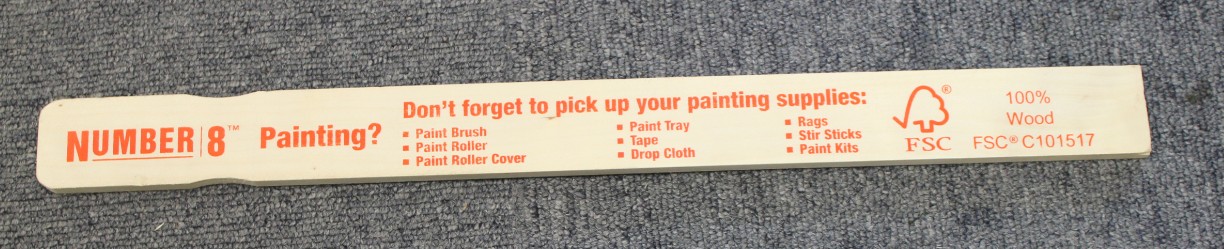 NUMBER 8™
Painting?
Don't forget to pick up your painting supplies:
▪ Paint Brush
▪ Paint Roller
▪ Paint Roller Cover
▪ Paint Tray
▪ Tape
▪ Drop Cloth
▪ Rags
▪ Stir Sticks
▪ Paint Kits
®
FSC
100%
Wood
FSC® C101517